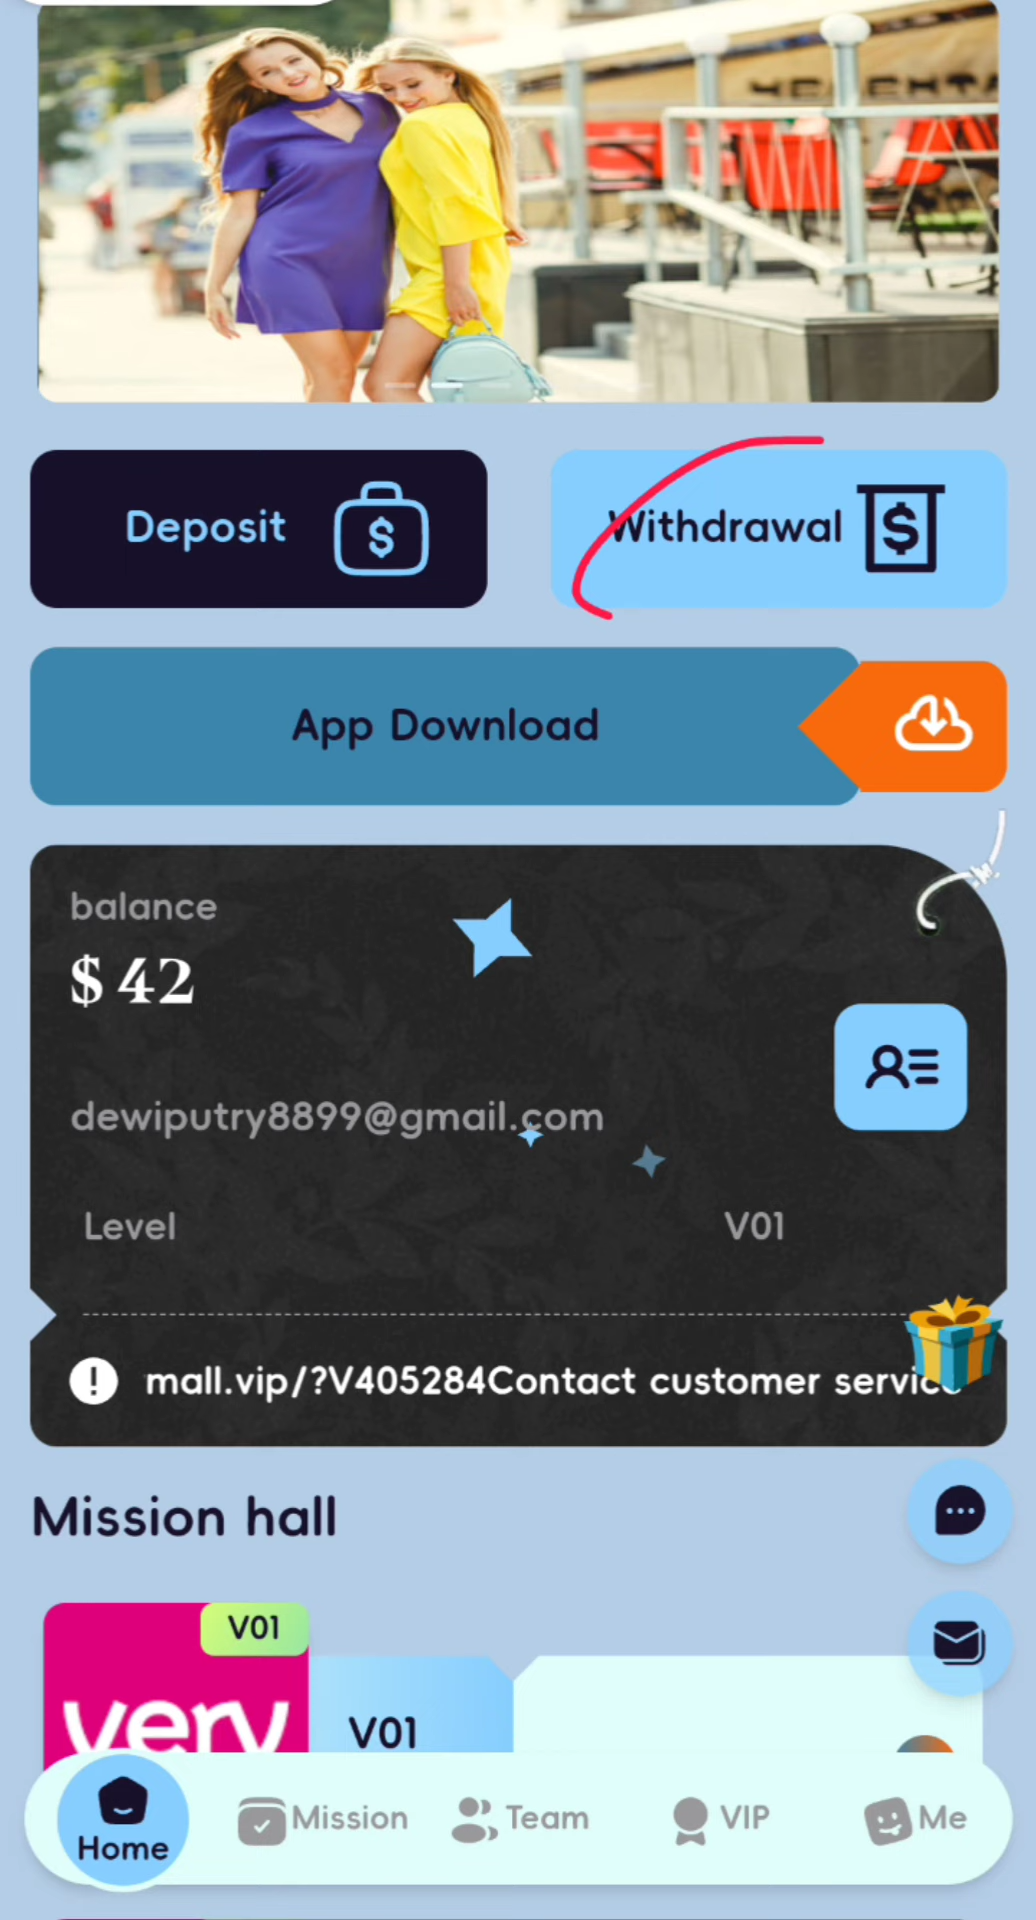 Deposit
Withdrawal
App Download
balance
$ 42
dewiputry8899@gmail.com
Level V01
mall.vip/?V405284Contact customer service
Mission hall
V01
very
V01
Home Mission Team VIP Me